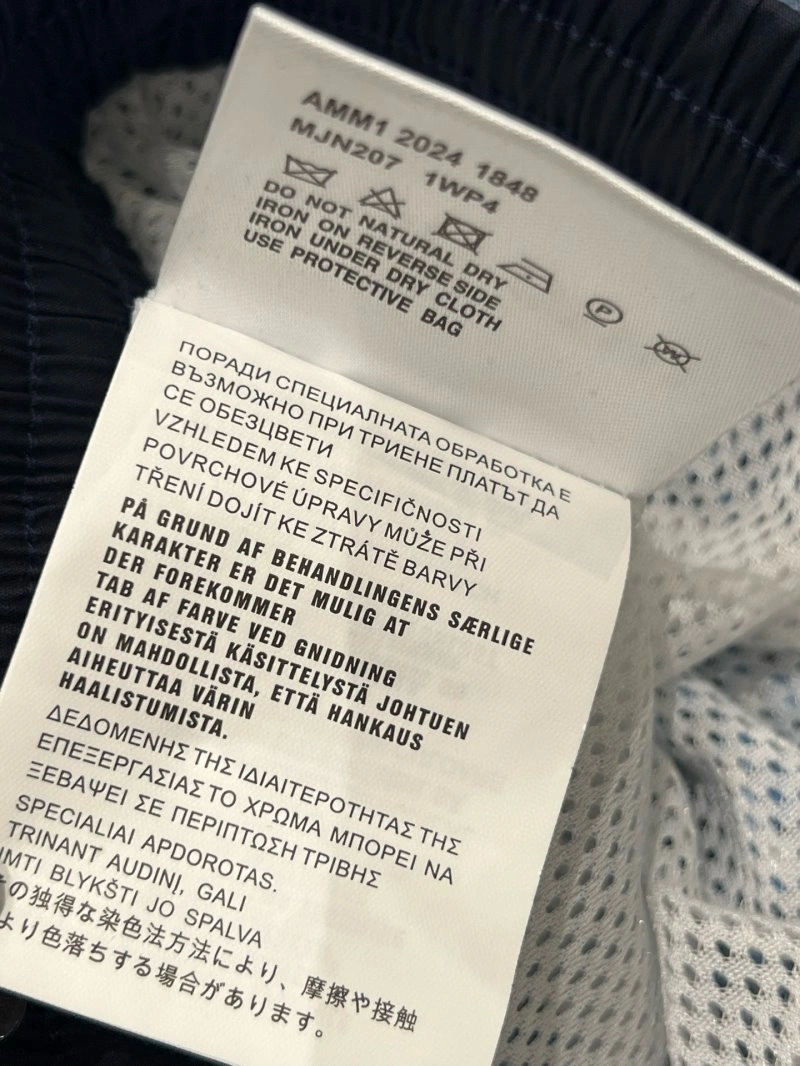 AMM1 2024 1848
MJN207 1WP4
DO NOT NATURAL DRY
IRON ON REVERSE SIDE
IRON UNDER DRY CLOTH
USE PROTECTIVE BAG
P
ПОРАДИ СПЕЦИАЛНАТА ОБРАБОТКА Е
ВЪЗМОЖНО ПРИ ТРИЕНЕ ПЛАТЪТ ДА
СЕ ОБЕЗЦВЕТИ
VZHLEDEM KE SPECIFIČNOSTI
POVRCHOVÉ ÚPRAVY MŮŽE PŘI
TŘENÍ DOJÍT KE ZTRÁTĚ BARVY
PÅ GRUND AF BEHANDLINGENS SÆRLIGE
KARAKTER ER DET MULIG AT
DER FOREKOMMER
TAB AF FARVE VED GNIDNING
ERITYISESTÄ KÄSITTELYSTÄ JOHTUEN
ON MAHDOLLISTA, ETTÄ HANKAUS
AIHEUTTAA VÄRIN
HAALISTUMISTA.
ΔΕΔΟΜΕΝΗΣ ΤΗΣ ΙΔΙΑΙΤΕΡΟΤΗΤΑΣ ΤΗΣ
ΕΠΕΞΕΡΓΑΣΙΑΣ ΤΟ ΧΡΩΜΑ ΜΠΟΡΕΙ ΝΑ
ΞΕΒΑΨΕΙ ΣΕ ΠΕΡΙΠΤΩΣΗ ΤΡΙΒΗΣ
SPECIALIAI APDOROTAS.
TRINANT AUDINĮ, GALI
IMTI BLYKŠTI JO SPALVA
その独得な染色法方法により、摩擦や接触
より色落ちする場合があります。